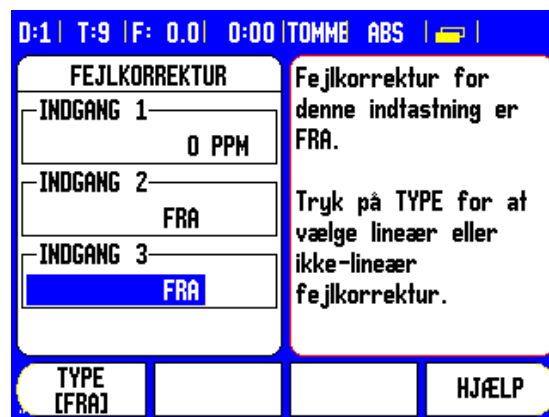 D:1 | T:9 | F: 0.0 | 0:00 | TOMME ABS
FEJLKORREKTUR
INDGANG 1
0 PPM
INDGANG 2
FRA
INDGANG 3
FRA
Fejlkorrektur for
denne indtastning er
FRA.
Tryk på TYPE for at
vælge lineær eller
ikke-lineær
fejlkorrektur.
TYPE
[FRA]
HJÆLP